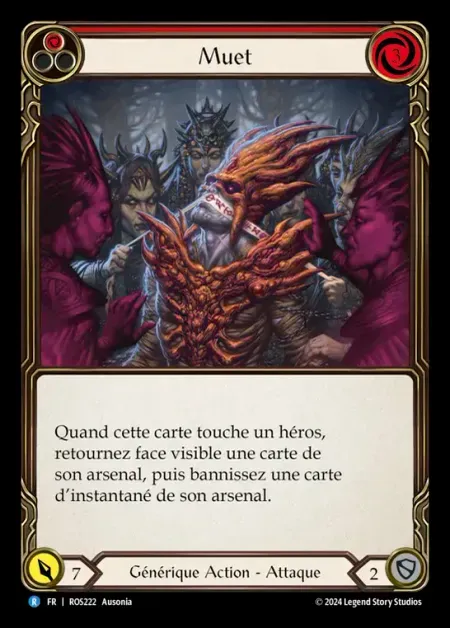 Muet
3
Quand cette carte touche un héros,
retournez face visible une carte de
son arsenal, puis bannissez une carte
d'instantané de son arsenal.
7 Générique Action - Attaque 2
R FR | ROS222 Ausonia © 2024 Legend Story Studios